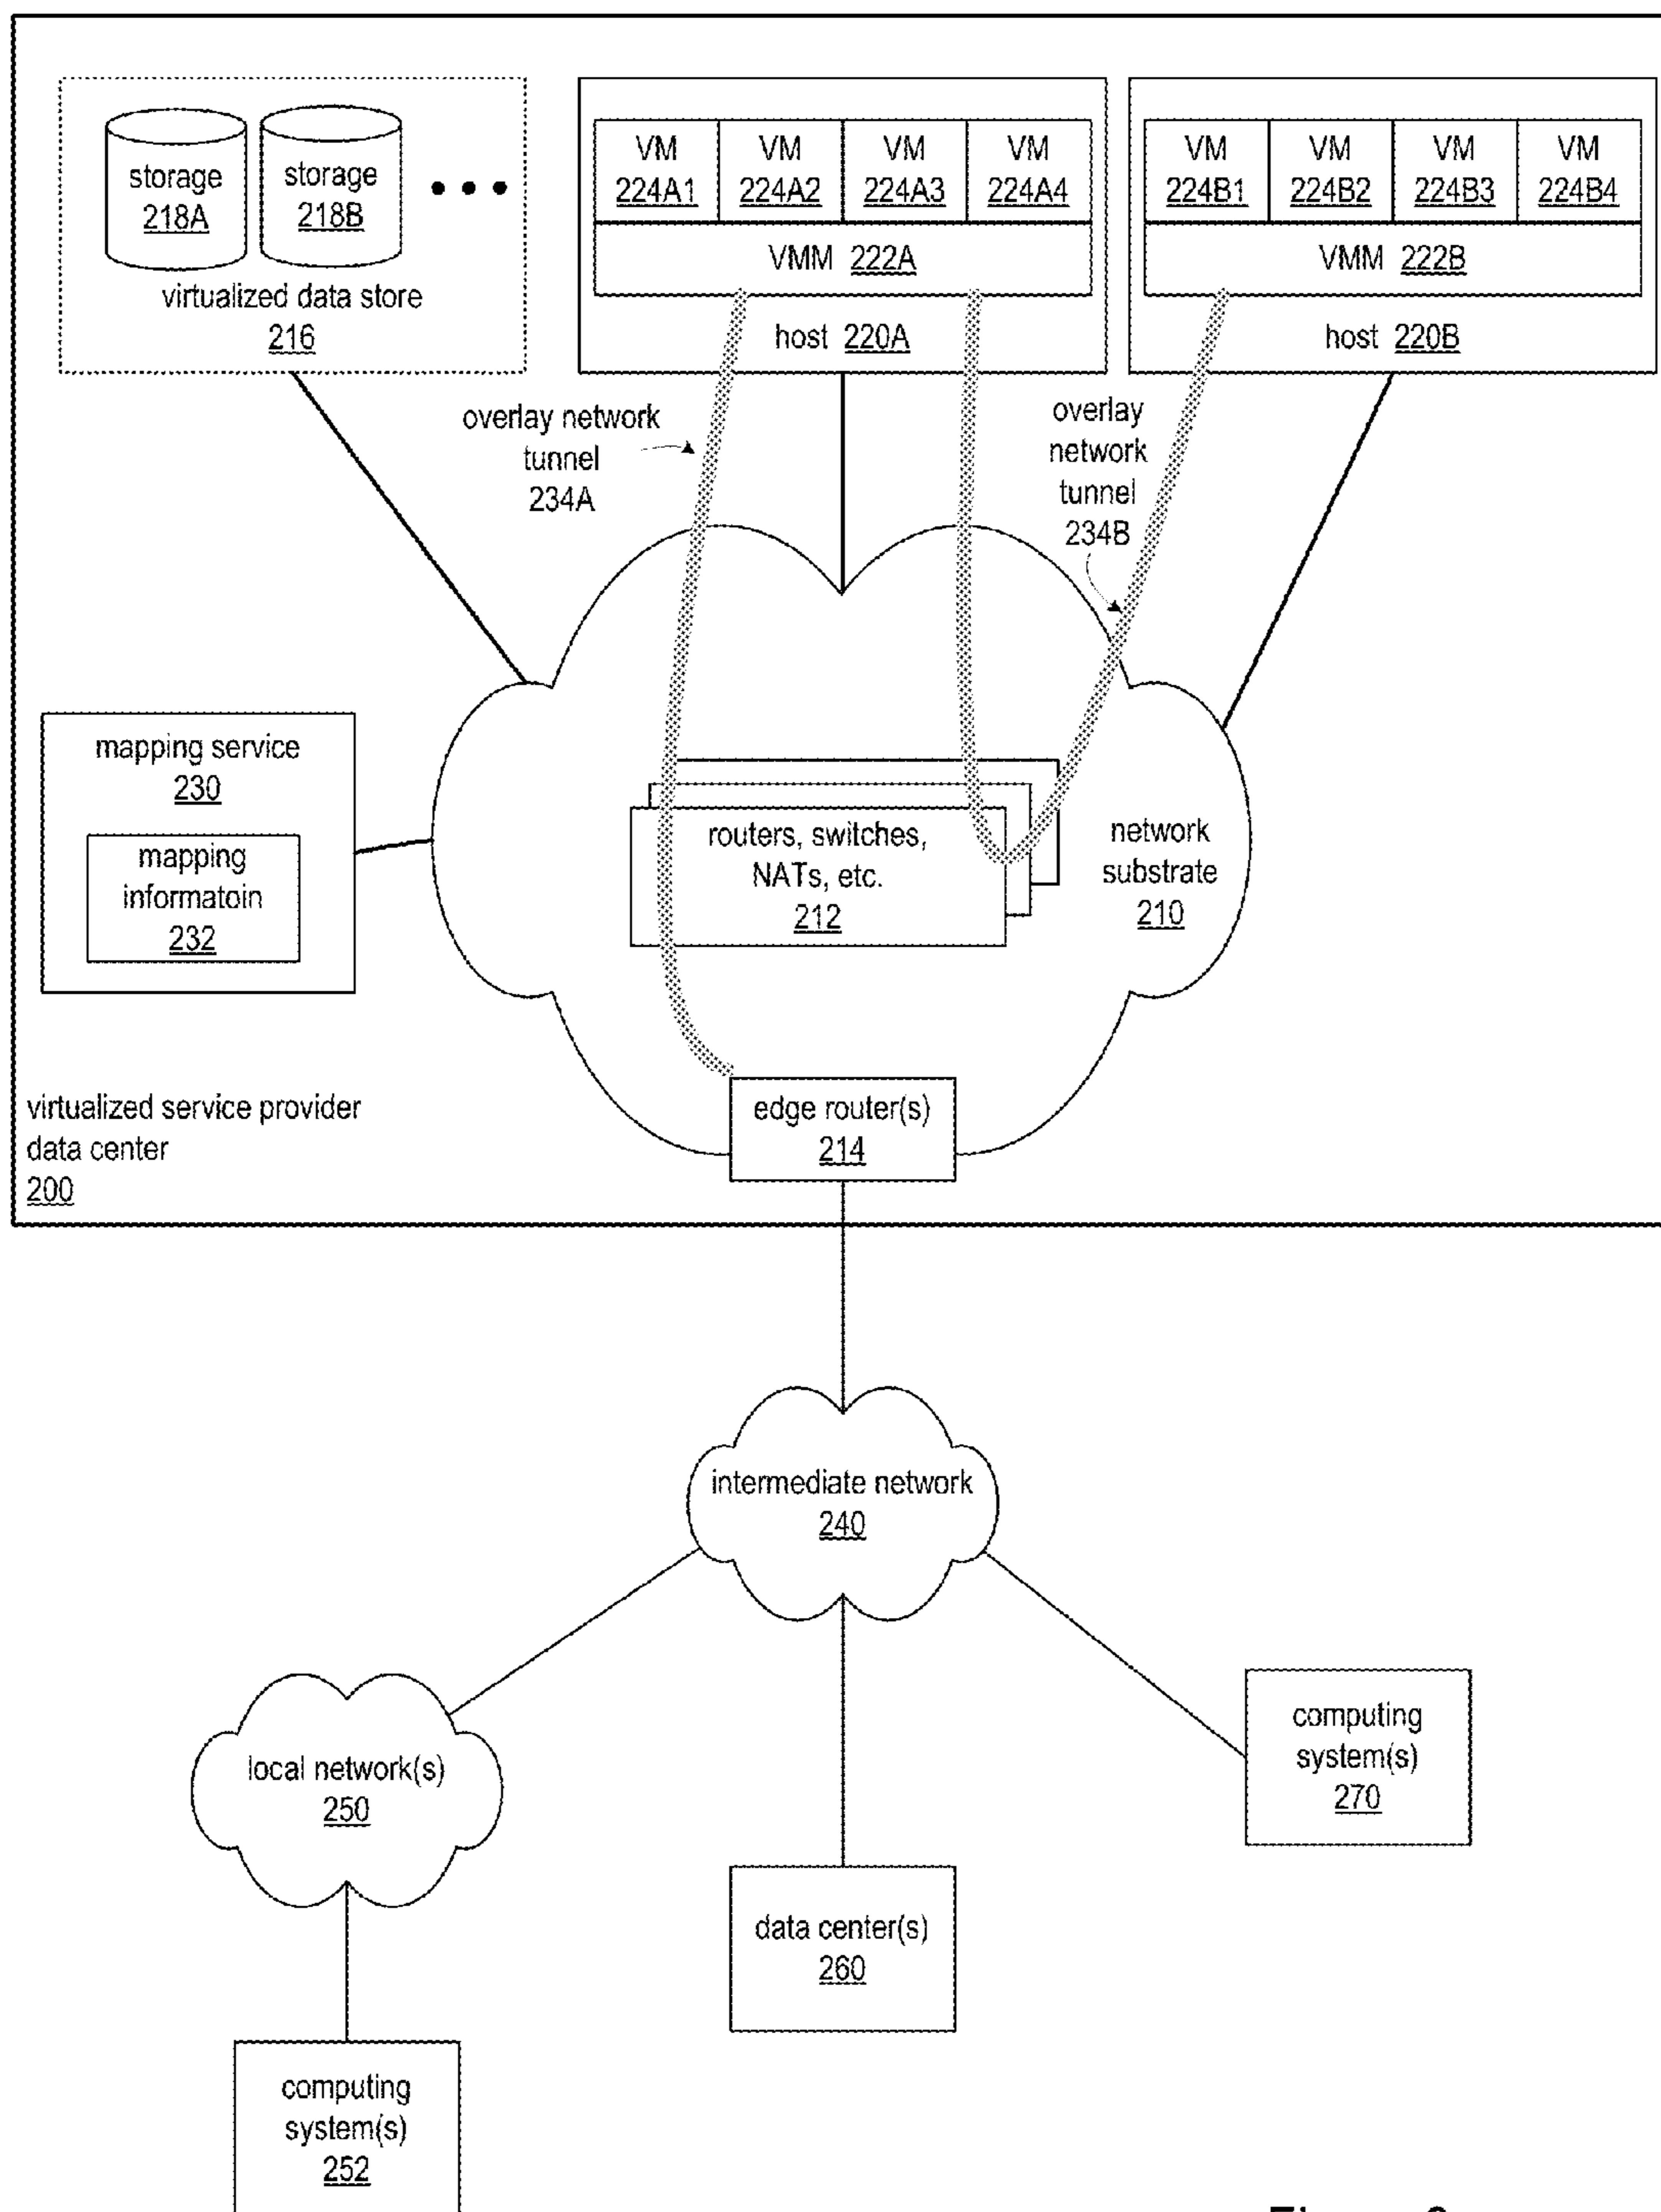 storage
218A
storage
218B
virtualized data store
216
VM
224A1
VM
224A2
VM
224A3
VM
224A4
VMM 222A
host 220A
VM
224B1
VM
224B2
VM
224B3
VM
224B4
VMM 222B
host 220B
overlay network
tunnel
234A
overlay
network
tunnel
234B
mapping service
230
mapping
informatoin
232
routers, switches,
NATs, etc.
212
network
substrate
210
edge router(s)
214
virtualized service provider
data center
200
intermediate network
240
local network(s)
250
computing
system(s)
270
data center(s)
260
computing
system(s)
252